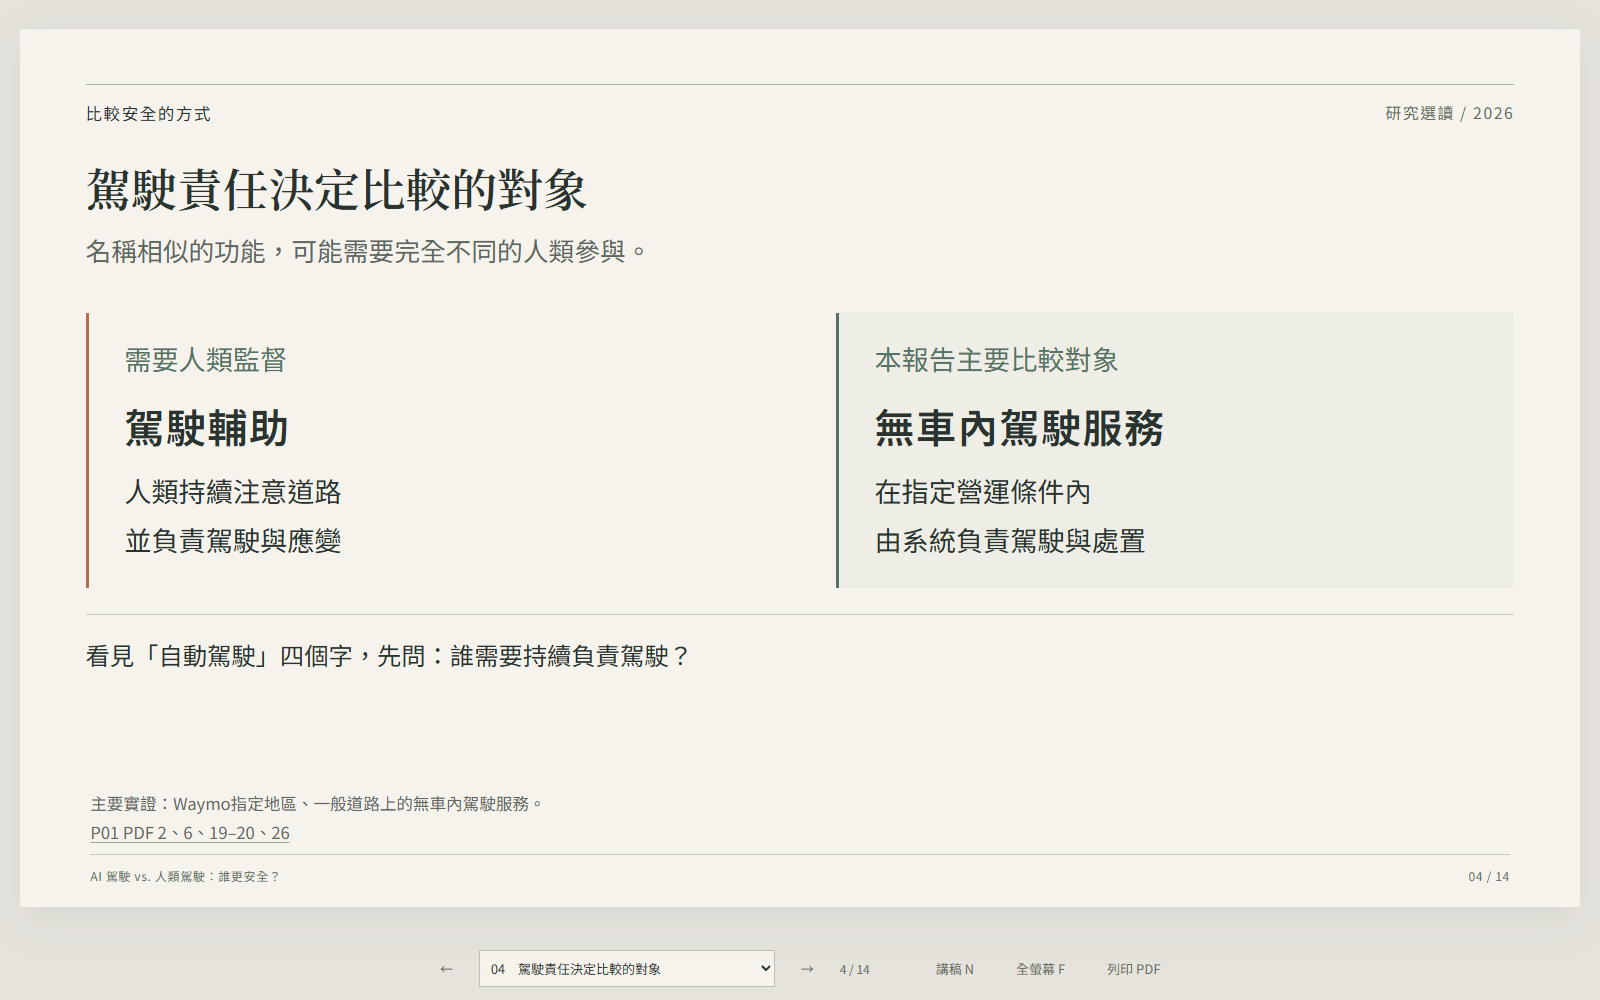 比較安全的方式
研究選讀 / 2026
駕駛責任決定比較的對象
名稱相似的功能，可能需要完全不同的人類參與。
需要人類監督
駕駛輔助
人類持續注意道路
並負責駕駛與應變
本報告主要比較對象
無車內駕駛服務
在指定營運條件內
由系統負責駕駛與處置
看見「自動駕駛」四個字，先問：誰需要持續負責駕駛？
主要實證：Waymo指定地區、一般道路上的無車內駕駛服務。
P01 PDF 2、6、19–20、26
AI 駕駛 vs. 人類駕駛：誰更安全？
04 / 14
← 04 駕駛責任決定比較的對象 → 4 / 14 講稿 N 全螢幕 F 列印 PDF